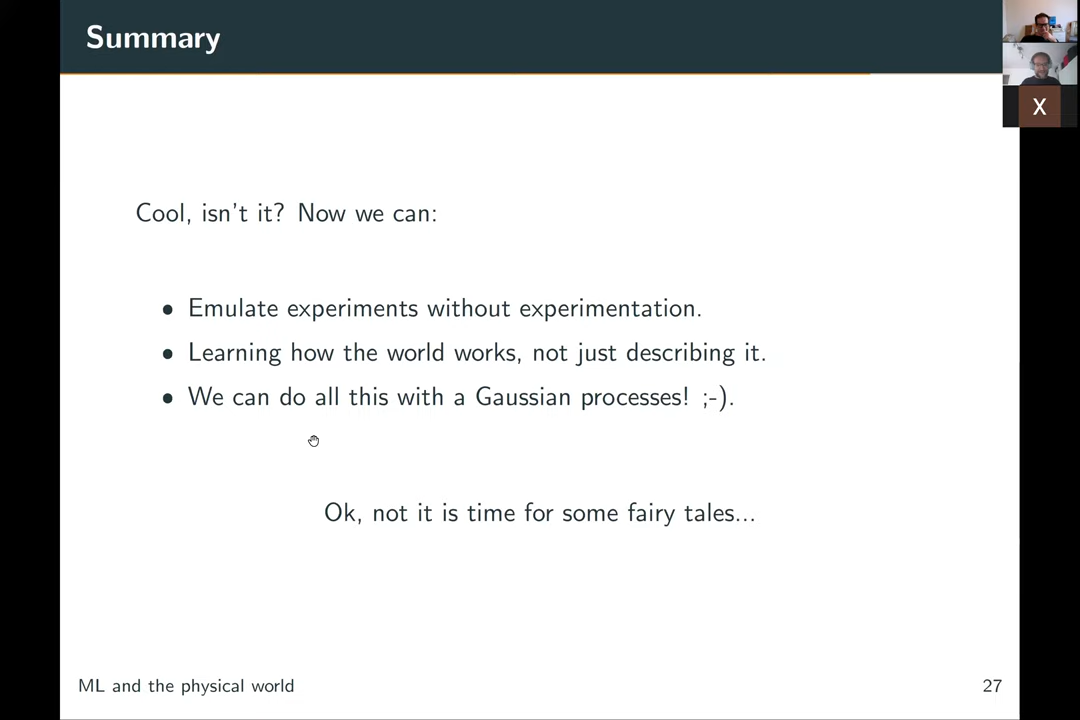 Summary
X
Cool, isn't it? Now we can:
• Emulate experiments without experimentation.
• Learning how the world works, not just describing it.
• We can do all this with a Gaussian processes! ;-).
Ok, not it is time for some fairy tales...
ML and the physical world
27